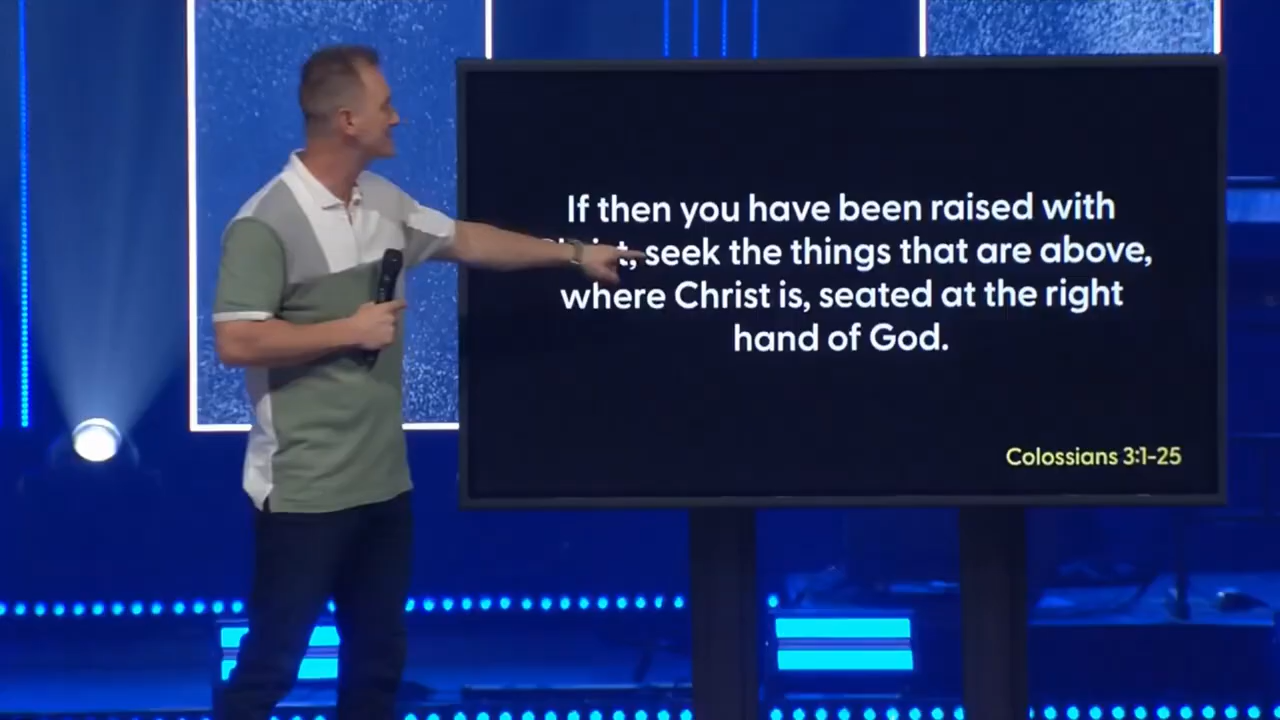 If then you have been raised with
Christ, seek the things that are above,
where Christ is, seated at the right
hand of God.
Colossians 3:1-25